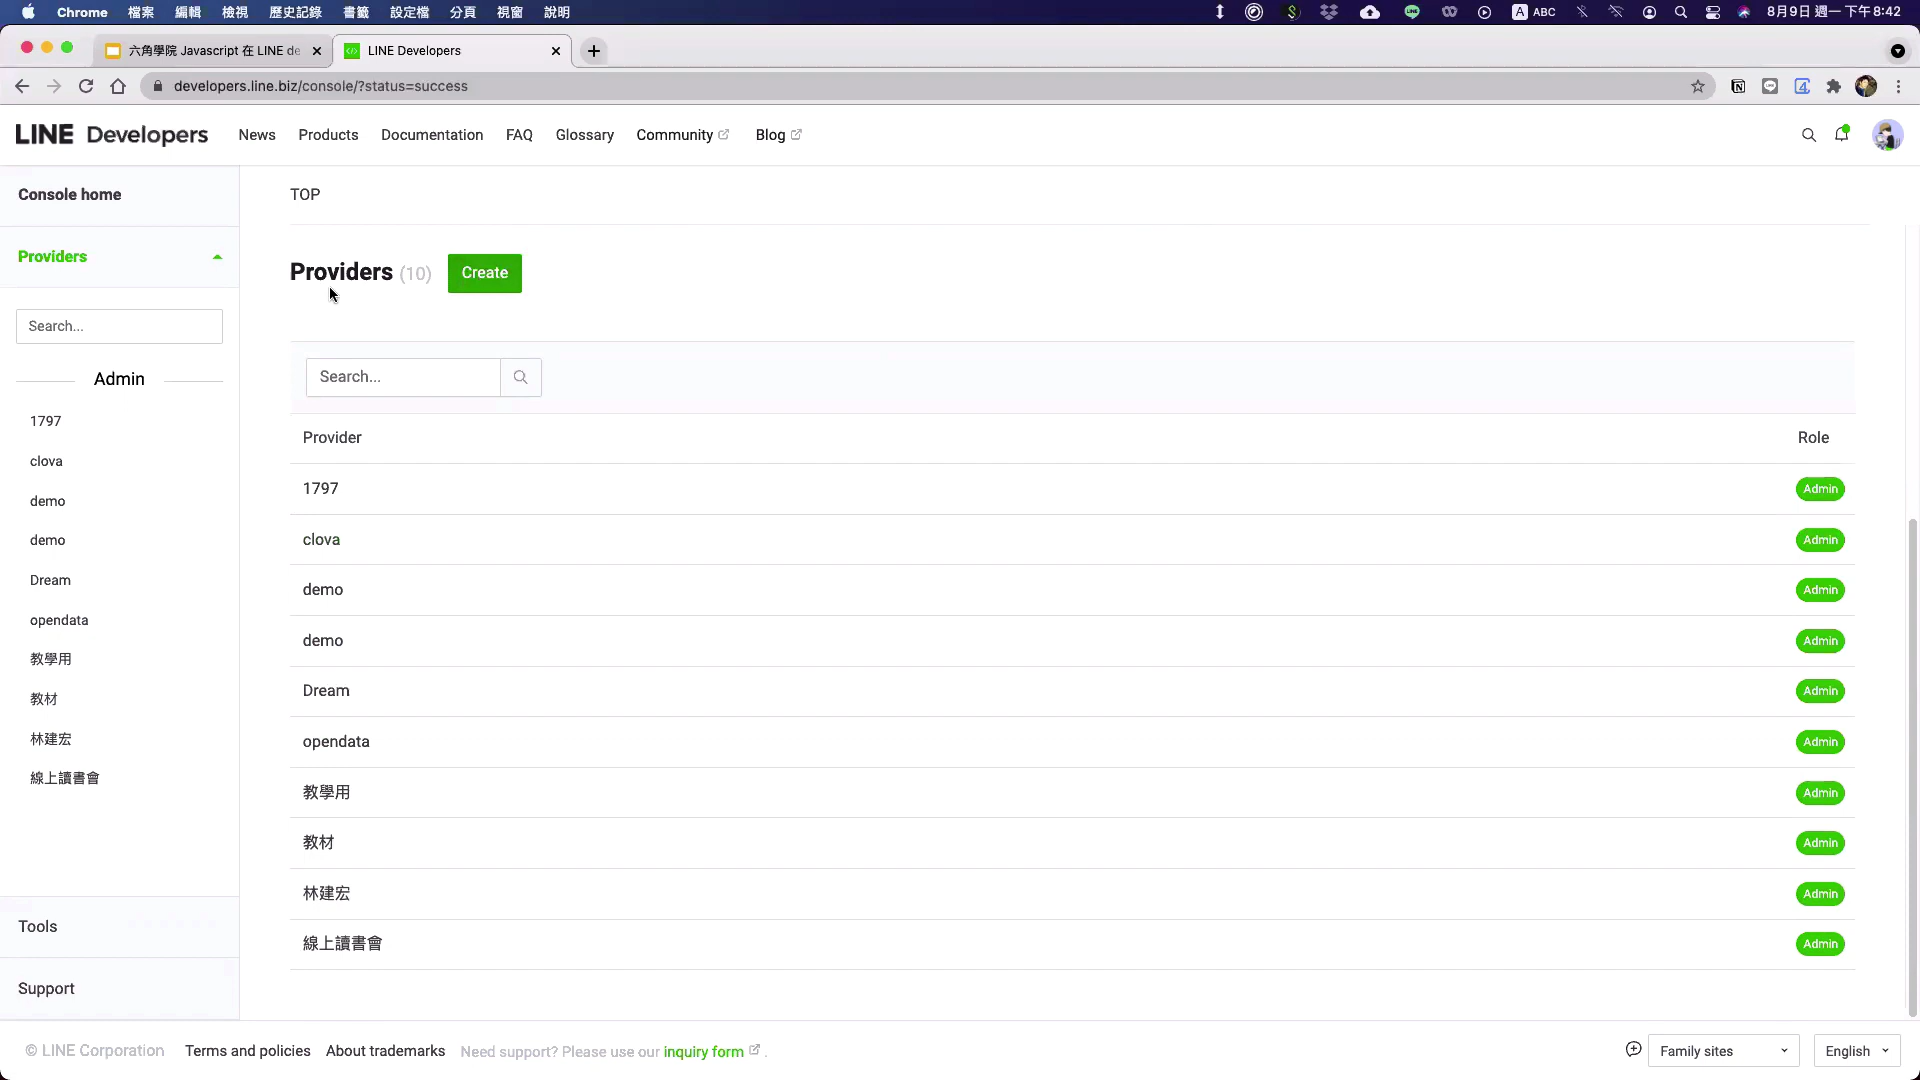 Chrome 檔案 編輯 檢視 歷史記錄 書籤 設定檔 分頁 視窗 說明 A ABC 8月9日 週一 下午 8:42
六角學院 Javascript 在 LINE de
LINE Developers
developers.line.biz/console/?status=success
LINE Developers News Products Documentation FAQ Glossary Community Blog
Console home
Providers
Search...
Admin
1797
clova
demo
demo
Dream
opendata
教學用
教材
林建宏
線上讀書會
Tools
Support
TOP
Providers (10) Create
Search...
Provider Role
1797 Admin
clova Admin
demo Admin
demo Admin
Dream Admin
opendata Admin
教學用 Admin
教材 Admin
林建宏 Admin
線上讀書會 Admin
© LINE Corporation Terms and policies About trademarks Need support? Please use our inquiry form . Family sites English